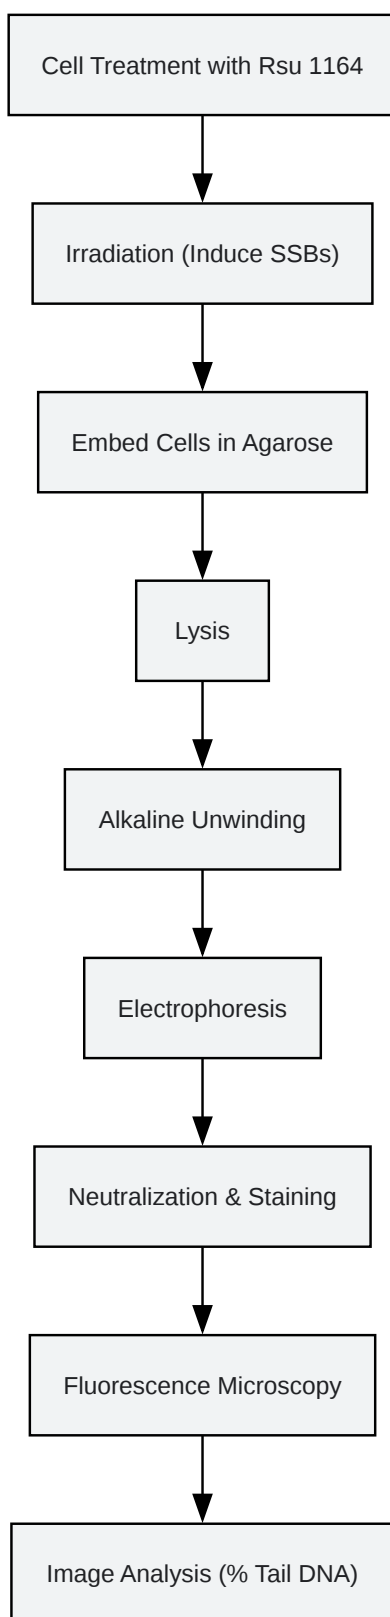 Cell Treatment with Rsu 1164
Irradiation (Induce SSBs)
Embed Cells in Agarose
Lysis
Alkaline Unwinding
Electrophoresis
Neutralization & Staining
Fluorescence Microscopy
Image Analysis (% Tail DNA)